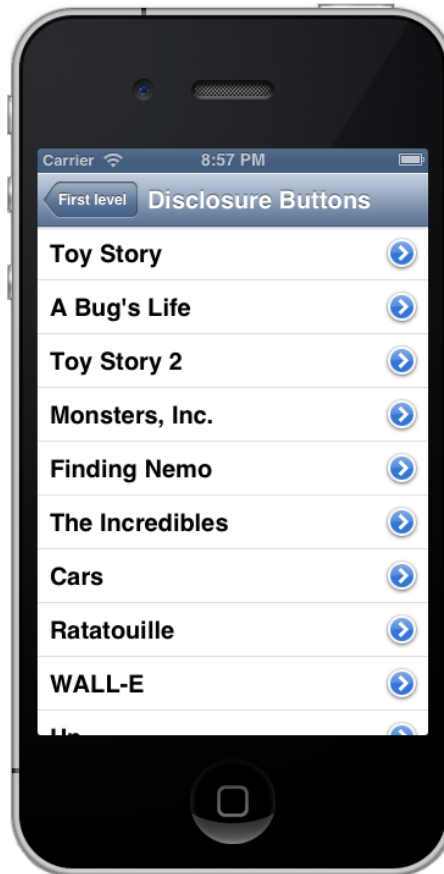 Carrier 8:57 PM
First level Disclosure Buttons
Toy Story
A Bug's Life
Toy Story 2
Monsters, Inc.
Finding Nemo
The Incredibles
Cars
Ratatouille
WALL-E
Up